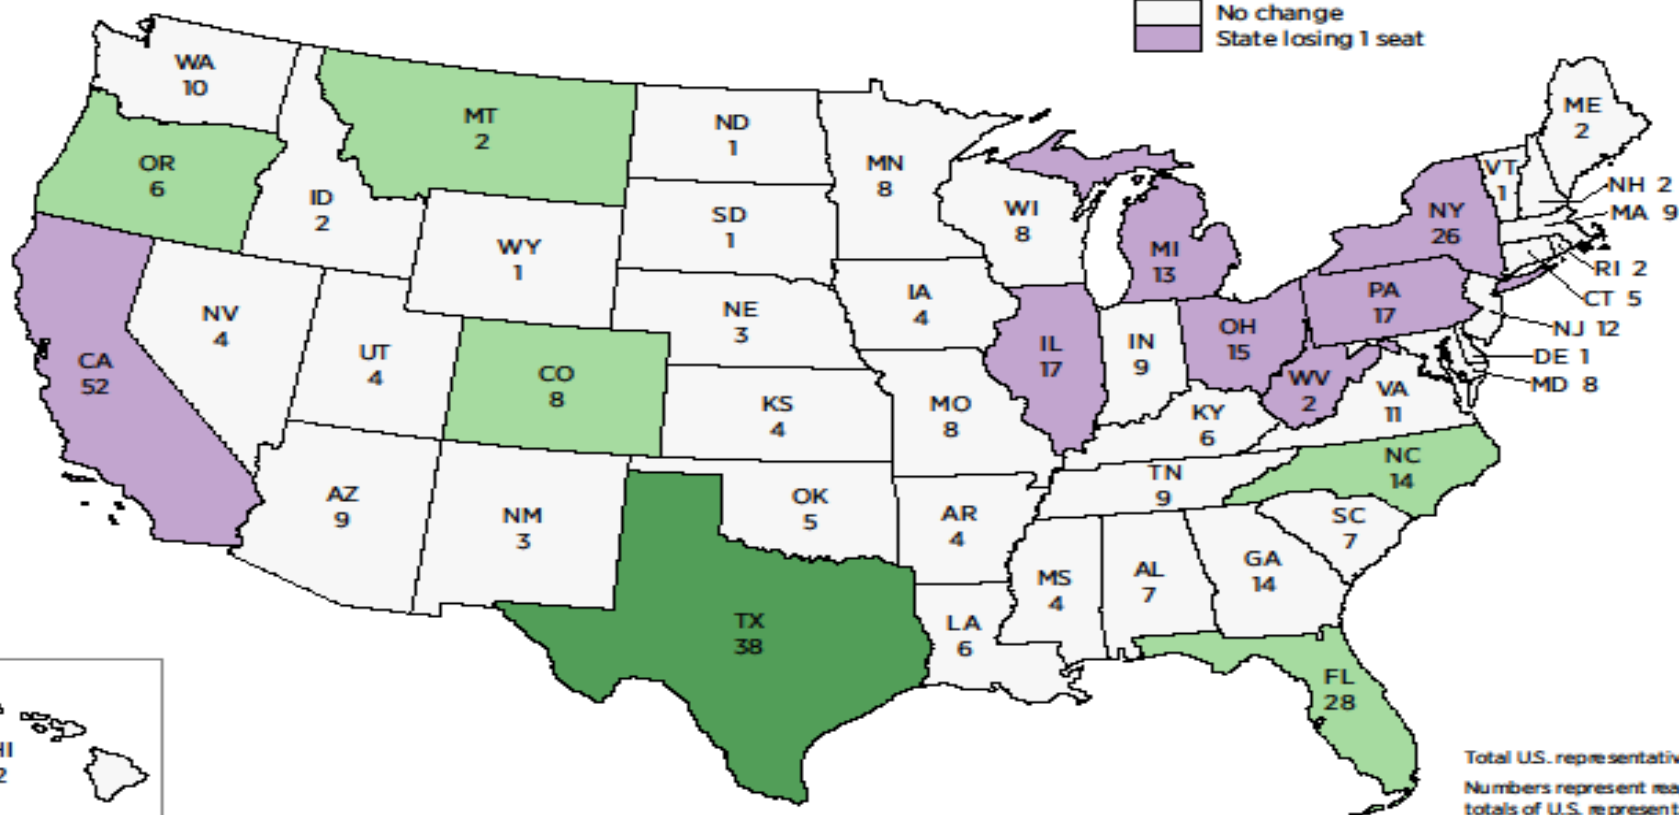 No change
State losing 1 seat
WA
10
MT
2
ND
1
MN
8
ME
2
OR
6
ID
2
VT
1
NH 2
SD
1
WI
8
NY
26
MA 9
WY
1
MI
13
RI 2
CT 5
NV
4
NE
3
IA
4
PA
17
NJ 12
UT
4
IL
17
IN
9
OH
15
DE 1
CA
52
CO
8
WV
2
MD 8
VA
11
KS
4
MO
8
KY
6
AZ
9
NM
3
OK
5
AR
4
TN
9
NC
14
SC
7
MS
4
AL
7
GA
14
TX
38
LA
6
FL
28
HI
2
Total U.S.
Numbers represent
totals of U.S.